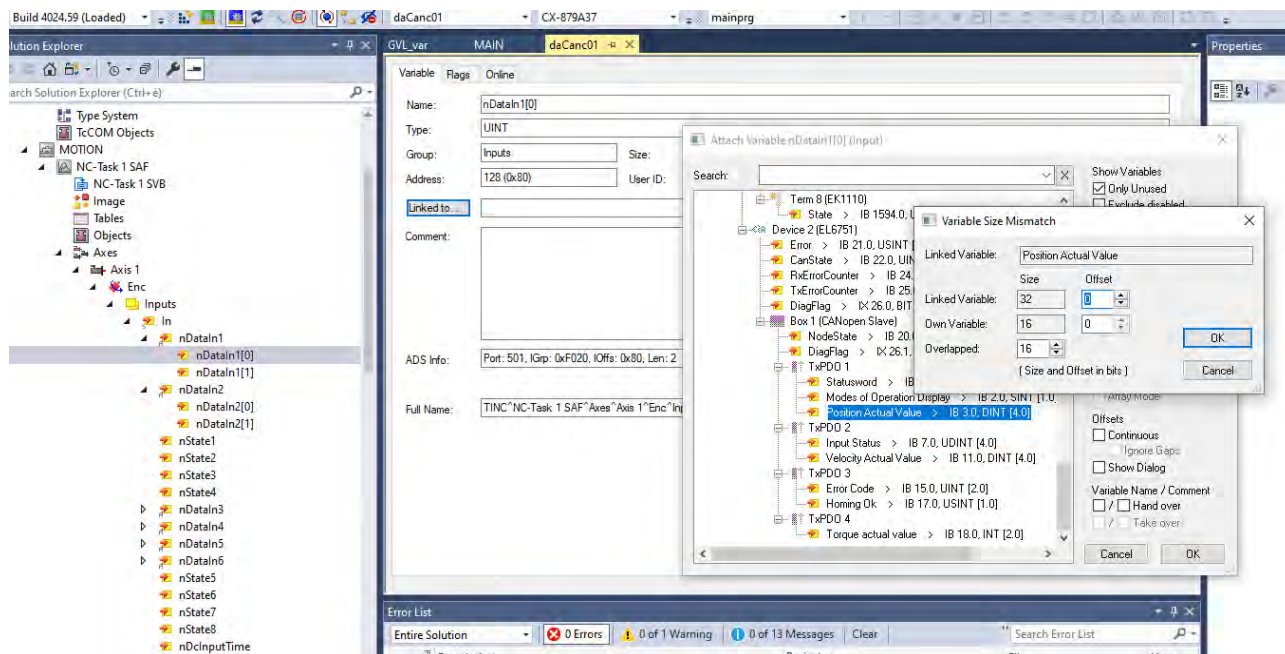 Build 4024.59 (Loaded)
daCanc01
CX-879A37
mainprg
olution Explorer
arch Solution Explorer (Ctrl+è)
Type System
TcCOM Objects
MOTION
NC-Task 1 SAF
NC-Task 1 SVB
Image
Tables
Objects
Axes
Axis 1
Enc
Inputs
In
nDataIn1
nDataIn1[0]
nDataIn1[1]
nDataIn2
nDataIn2[0]
nDataIn2[1]
nState1
nState2
nState3
nState4
nDataIn3
nDataIn4
nDataIn5
nDataIn6
nState5
nState6
nState7
nState8
nDcInputTime
GVL_var
MAIN
daCanc01
Variable
Flags
Online
Name:
nDataIn1[0]
Type:
UINT
Group:
Inputs
Size:
Address:
128 (0x80)
User ID:
Linked to...
Comment:
ADS Info:
Port: 501, IGrp: 0xF020, IOffs: 0x80, Len: 2
Full Name:
TINC^NC-Task 1 SAF^Axes^Axis 1^Enc^In
Attach Variable nDataIn1[0] (Input)
Search:
Term 8 (EK1110)
State > IB 1594.0,
Device 2 (EL6751)
Error > IB 21.0, USINT [
CanState > IB 22.0, UIN
RxErrorCounter > IB 24.
TxErrorCounter > IB 25.
DiagFlag > IX 26.0, BIT
Box 1 (CANopen Slave)
NodeState > IB 20.
DiagFlag > IX 26.1,
TxPDO 1
Statusword > IB
Modes of Operation Display > IB 2.0, SINT [1.0
Position Actual Value > IB 3.0, DINT [4.0]
TxPDO 2
Input Status > IB 7.0, UDINT [4.0]
Velocity Actual Value > IB 11.0, DINT [4.0]
TxPDO 3
Error Code > IB 15.0, UINT [2.0]
Homing Ok > IB 17.0, USINT [1.0]
TxPDO 4
Torque actual value > IB 18.0, INT [2.0]
Show Variables
Only Unused
Exclude disabled
Array Mode
Offsets
Continuous
Ignore Gaps
Show Dialog
Variable Name / Comment
/ Hand over
/ Take over
Cancel
OK
Variable Size Mismatch
Linked Variable:
Position Actual Value
Size
Offset
Linked Variable:
32
0
Own Variable:
16
0
Overlapped:
16
( Size and Offset in bits )
OK
Cancel
Properties
Error List
Entire Solution
0 Errors
0 of 1 Warning
0 of 13 Messages
Clear
Search Error List